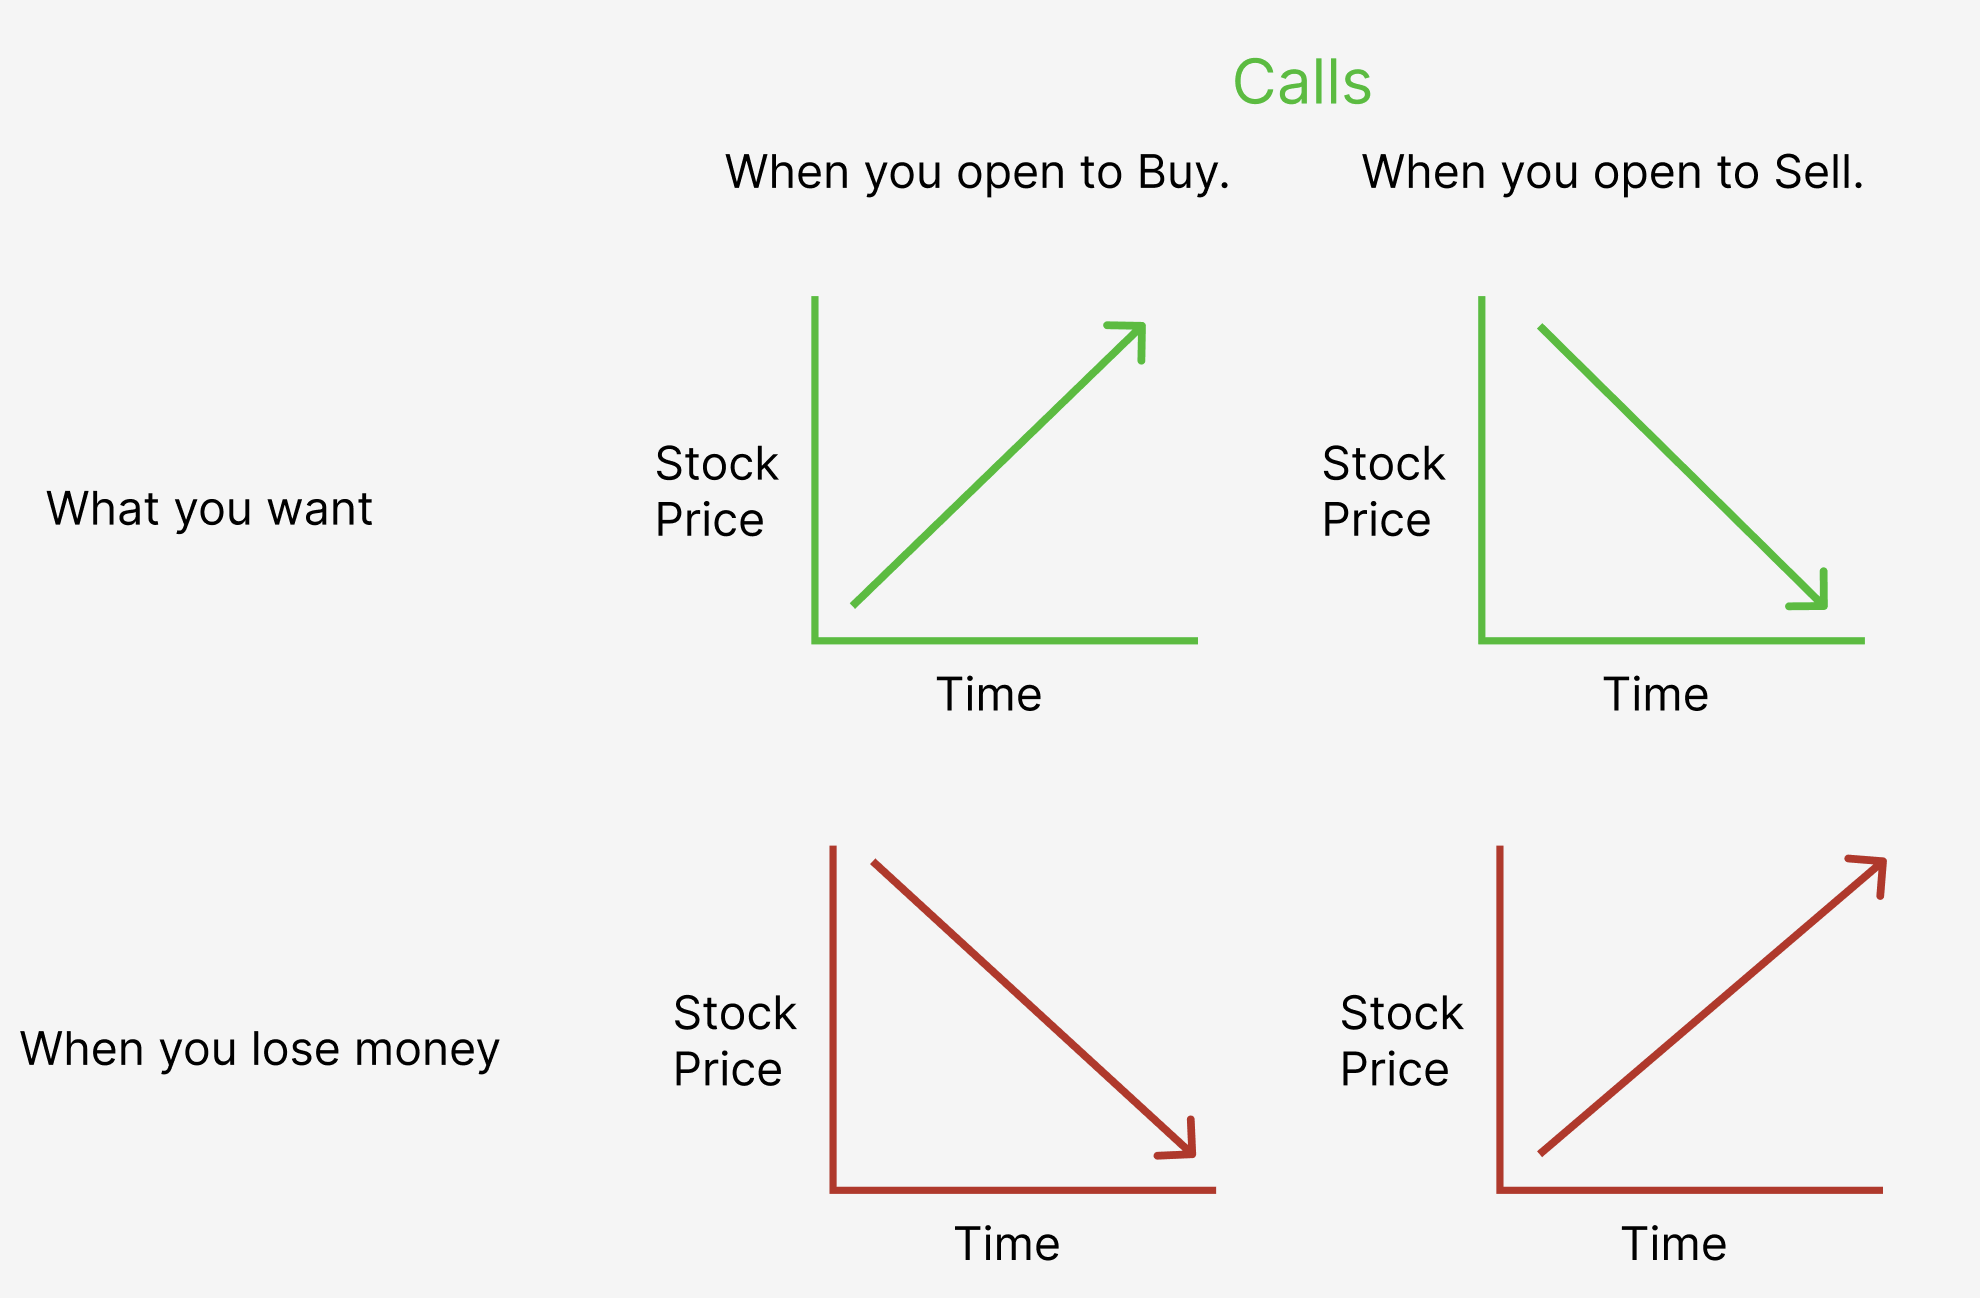 Calls
When you open to Buy.
When you open to Sell.
What you want
Stock
Price
Time
Stock
Price
Time
When you lose money
Stock
Price
Time
Stock
Price
Time